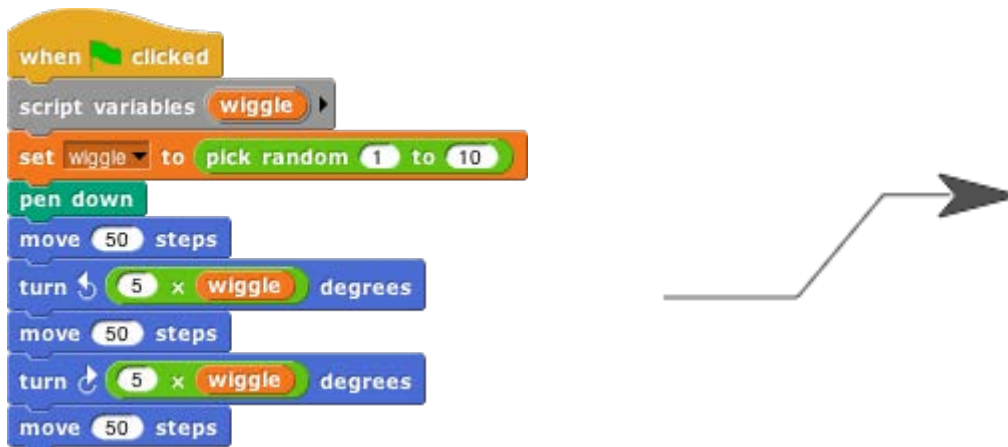 when clicked
script variables wiggle
set wiggle to pick random 1 to 10
pen down
move 50 steps
turn 5 × wiggle degrees
move 50 steps
turn 5 × wiggle degrees
move 50 steps